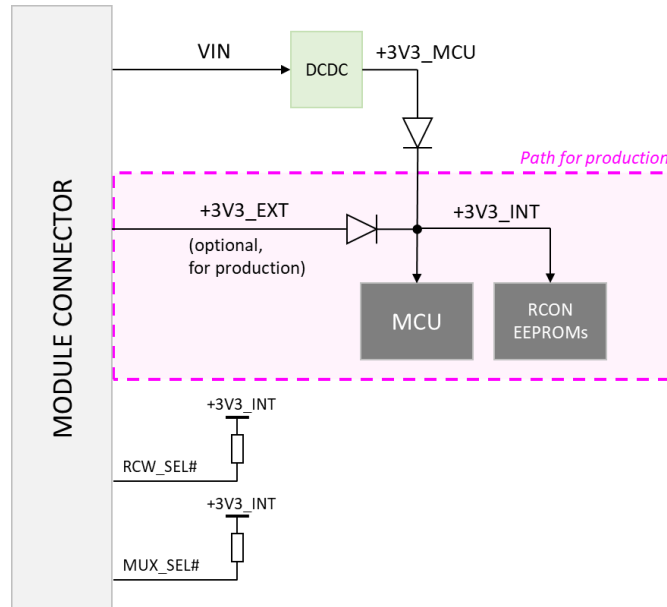 MODULE CONNECTOR
VIN
DCDC
+3V3_MCU
Path for production
+3V3_EXT
(optional,
for production)
+3V3_INT
MCU
RCON
EEPROMs
+3V3_INT
RCW_SEL#
+3V3_INT
MUX_SEL#